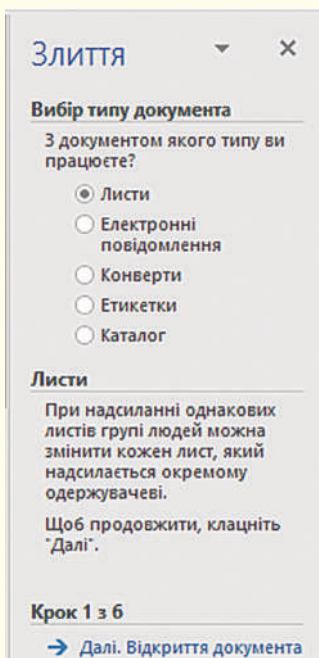 Злиття
Вибір типу документа
З документом якого типу ви
працюєте?
Листи
Електронні
повідомлення
Конверти
Етикетки
Каталог
Листи
При надсиланні однакових
листів групі людей можна
змінити кожен лист, який
надсилається окремому
одержувачеві.
Щоб продовжити, клацніть
"Далі".
Крок 1 з 6
Далі. Відкриття документа